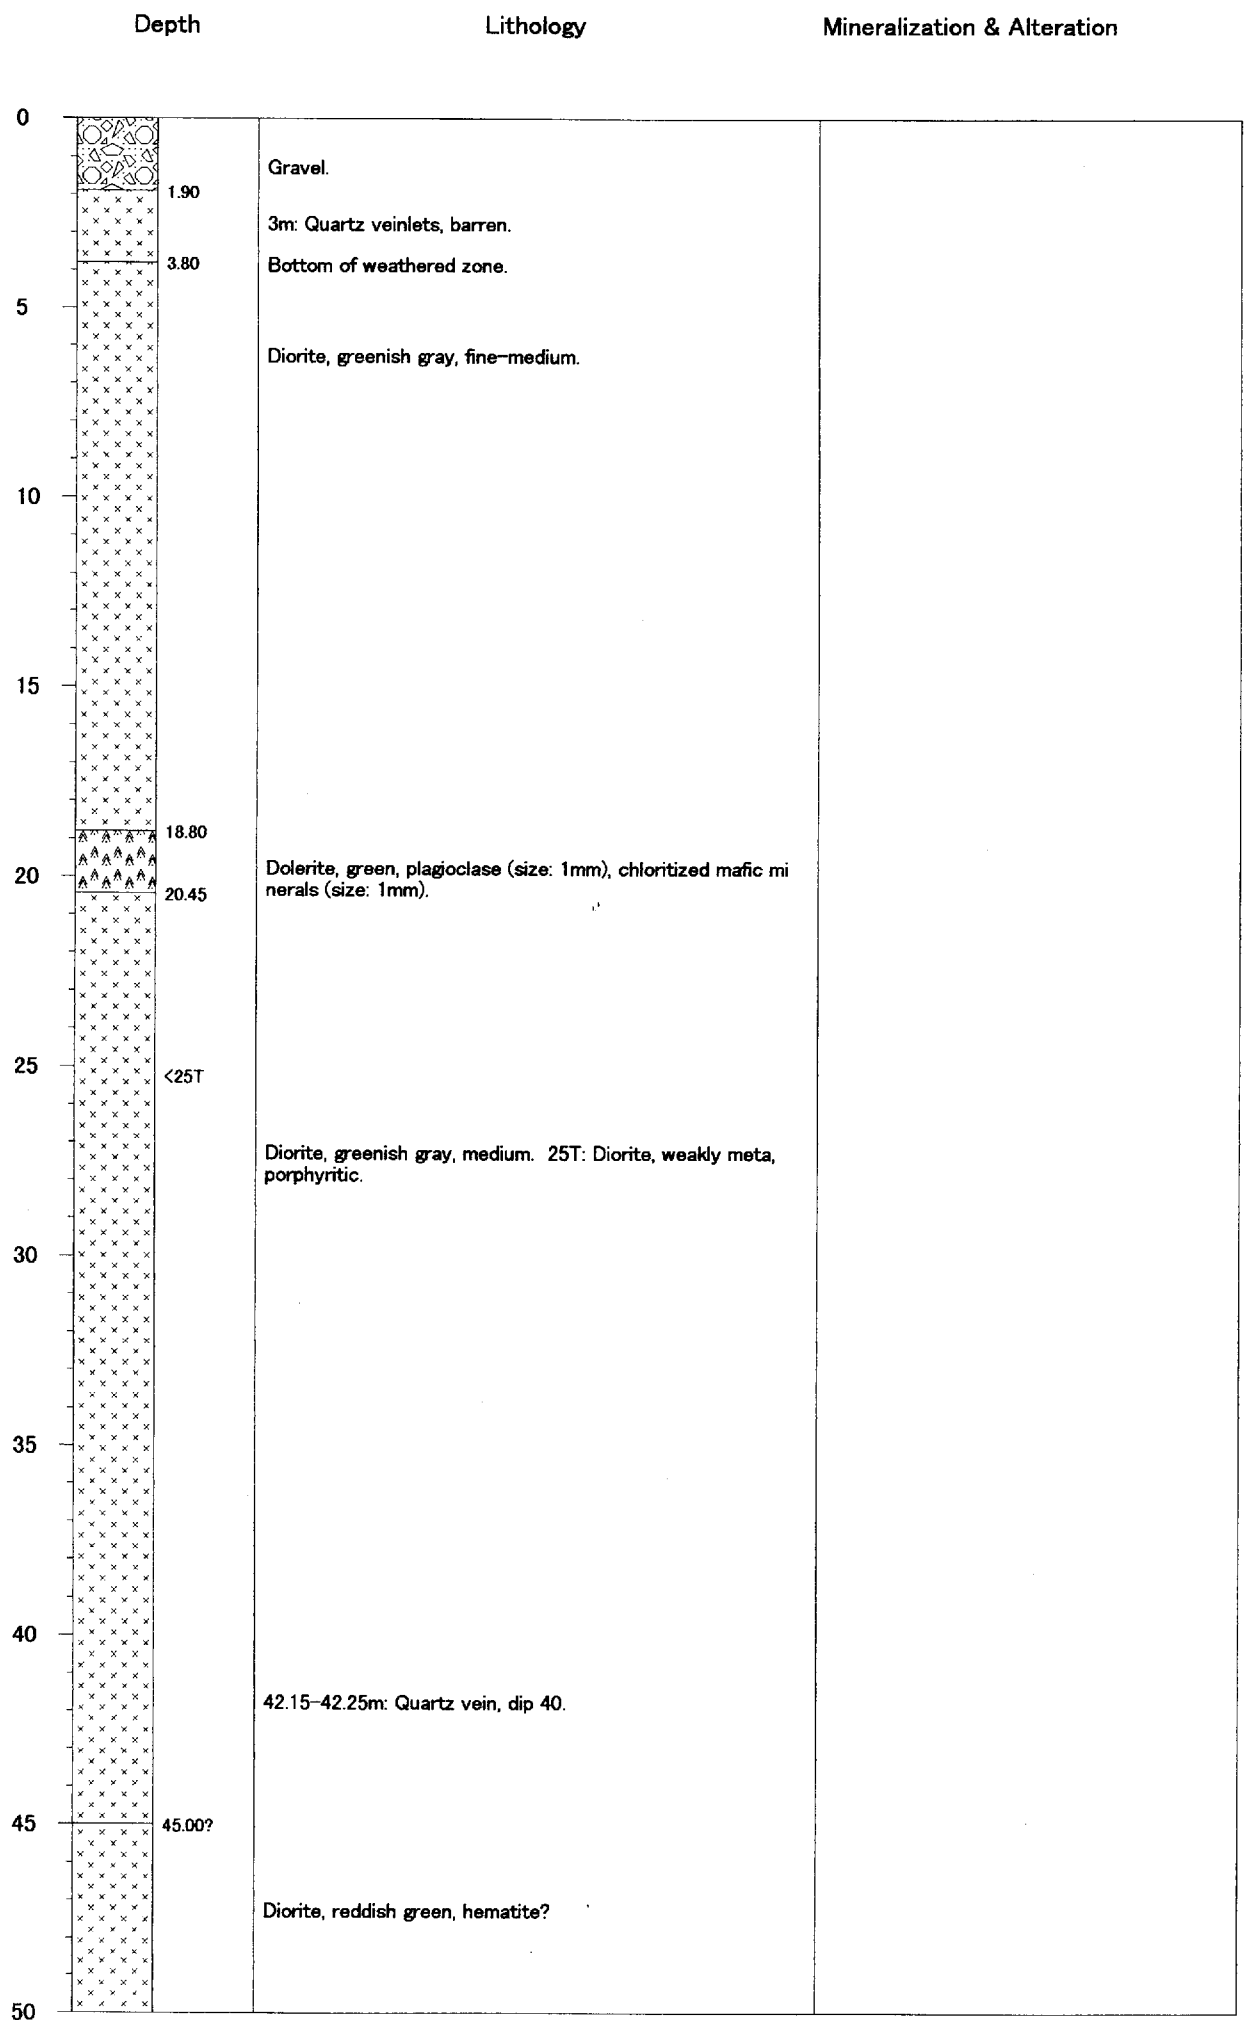 Depth Lithology Mineralization & Alteration
0
Gravel.
1.90
3m: Quartz veinlets, barren.
3.80 Bottom of weathered zone.
5
Diorite, greenish gray, fine-medium.
10
15
18.80
Dolerite, green, plagioclase (size: 1mm), chloritized mafic mi
20
nerals (size: 1mm).
20.45
25
<25T
Diorite, greenish gray, medium. 25T: Diorite, weakly meta,
porphyritic.
30
35
40
42.15-42.25m: Quartz vein, dip 40.
45 45.00?
Diorite, reddish green, hematite?
50